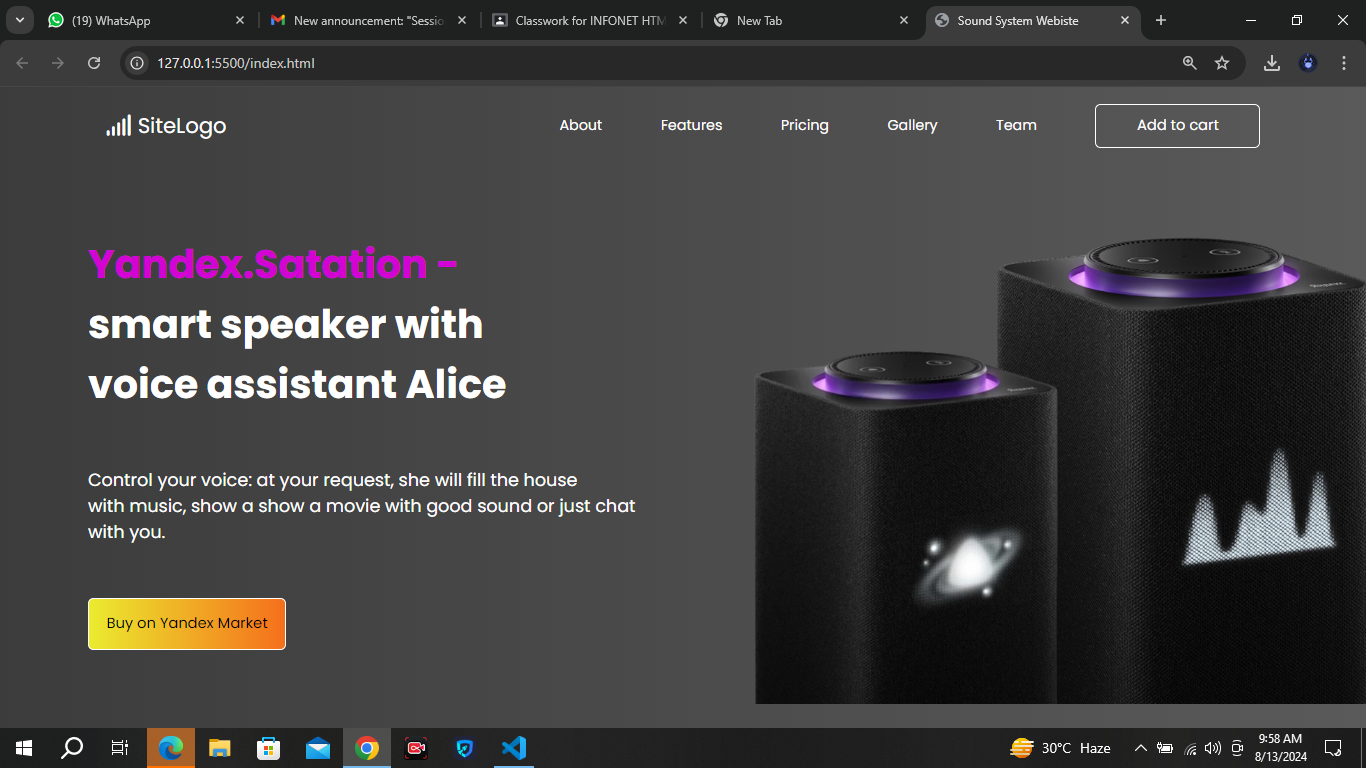 (19) WhatsApp
New announcement: "Sessio
Classwork for INFONET HTM
New Tab
Sound System Webiste
127.0.0.1:5500/index.html
SiteLogo
About
Features
Pricing
Gallery
Team
Add to cart
Yandex.Satation -
smart speaker with
voice assistant Alice
Control your voice: at your request, she will fill the house
with music, show a show a movie with good sound or just chat
with you.
Buy on Yandex Market
30°C Haze
9:58 AM
8/13/2024